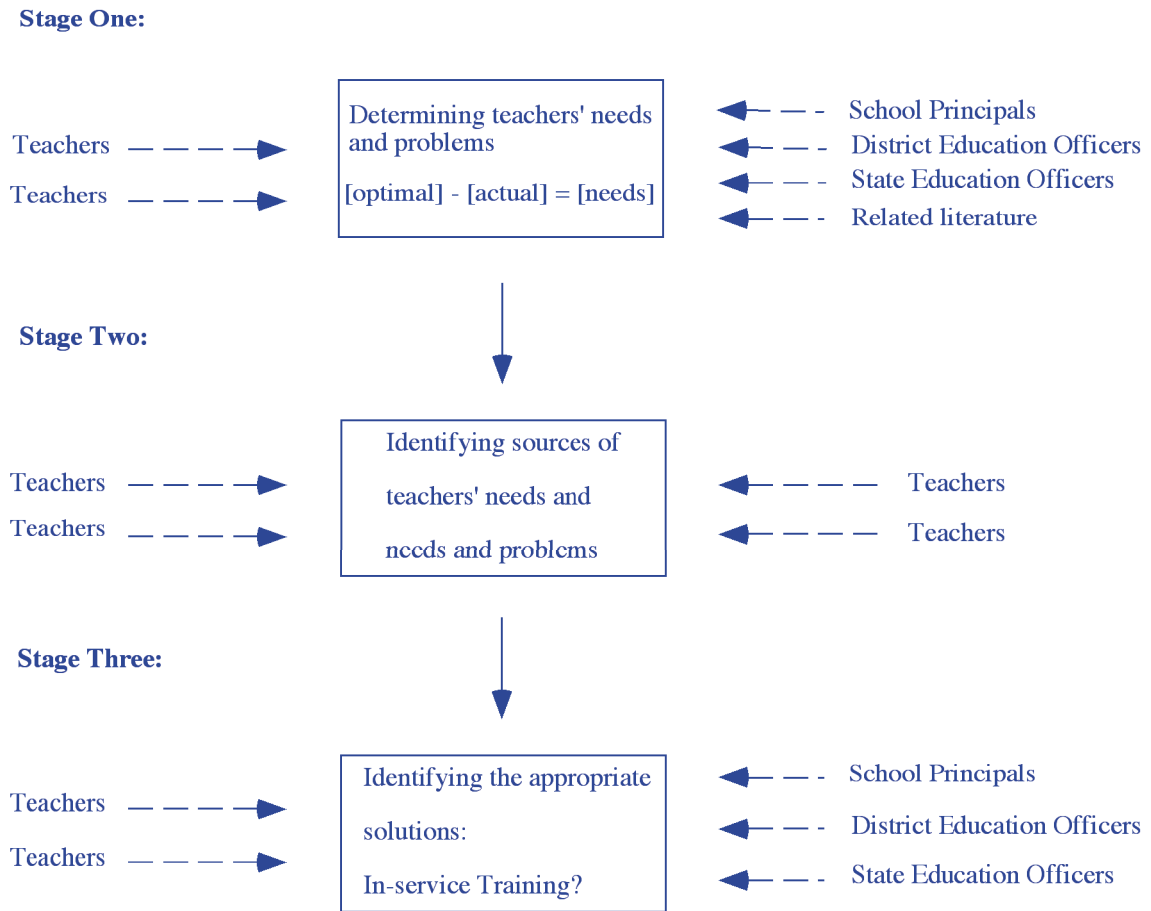 Stage One:
Teachers
Teachers
Determining teachers' needs
and problems
[optimal] - [actual] = [needs]
School Principals
District Education Officers
State Education Officers
Related literature
Stage Two:
Teachers
Teachers
Identifying sources of
teachers' needs and
needs and problems
Teachers
Teachers
Stage Three:
Teachers
Teachers
Identifying the appropriate
solutions:
In-service Training?
School Principals
District Education Officers
State Education Officers